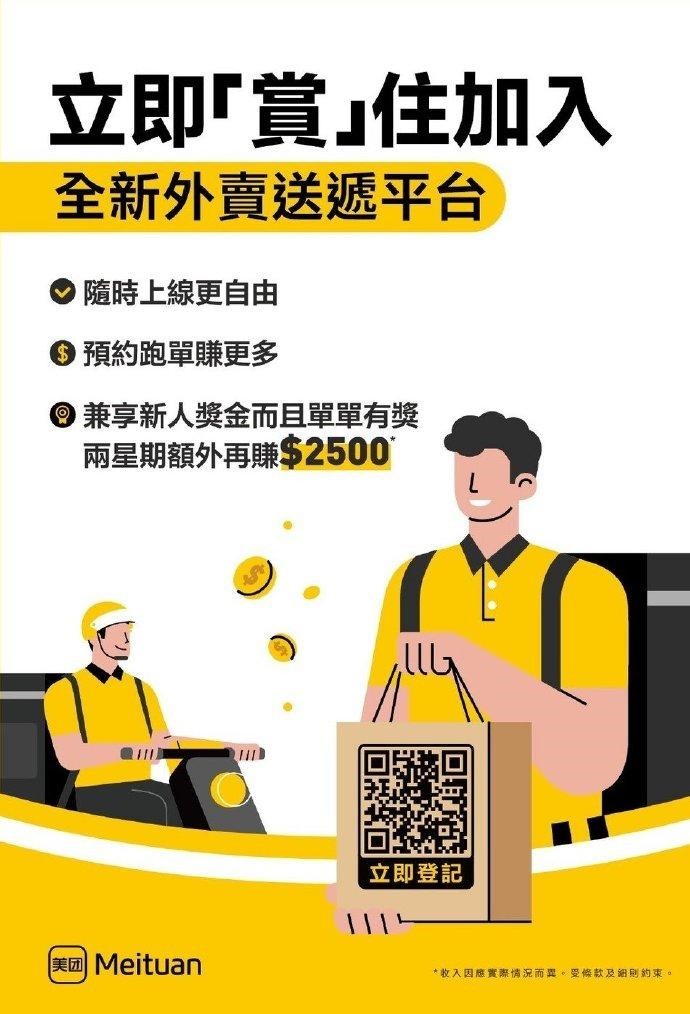 立即「賞」住加入
全新外賣送遞平台
隨時上線更自由
預約跑單賺更多
兼享新人獎金而且單單有獎
兩星期額外再賺$2500*
立即登記
美团 Meituan
*收入因應實際情況而異。受條款及細則約束。